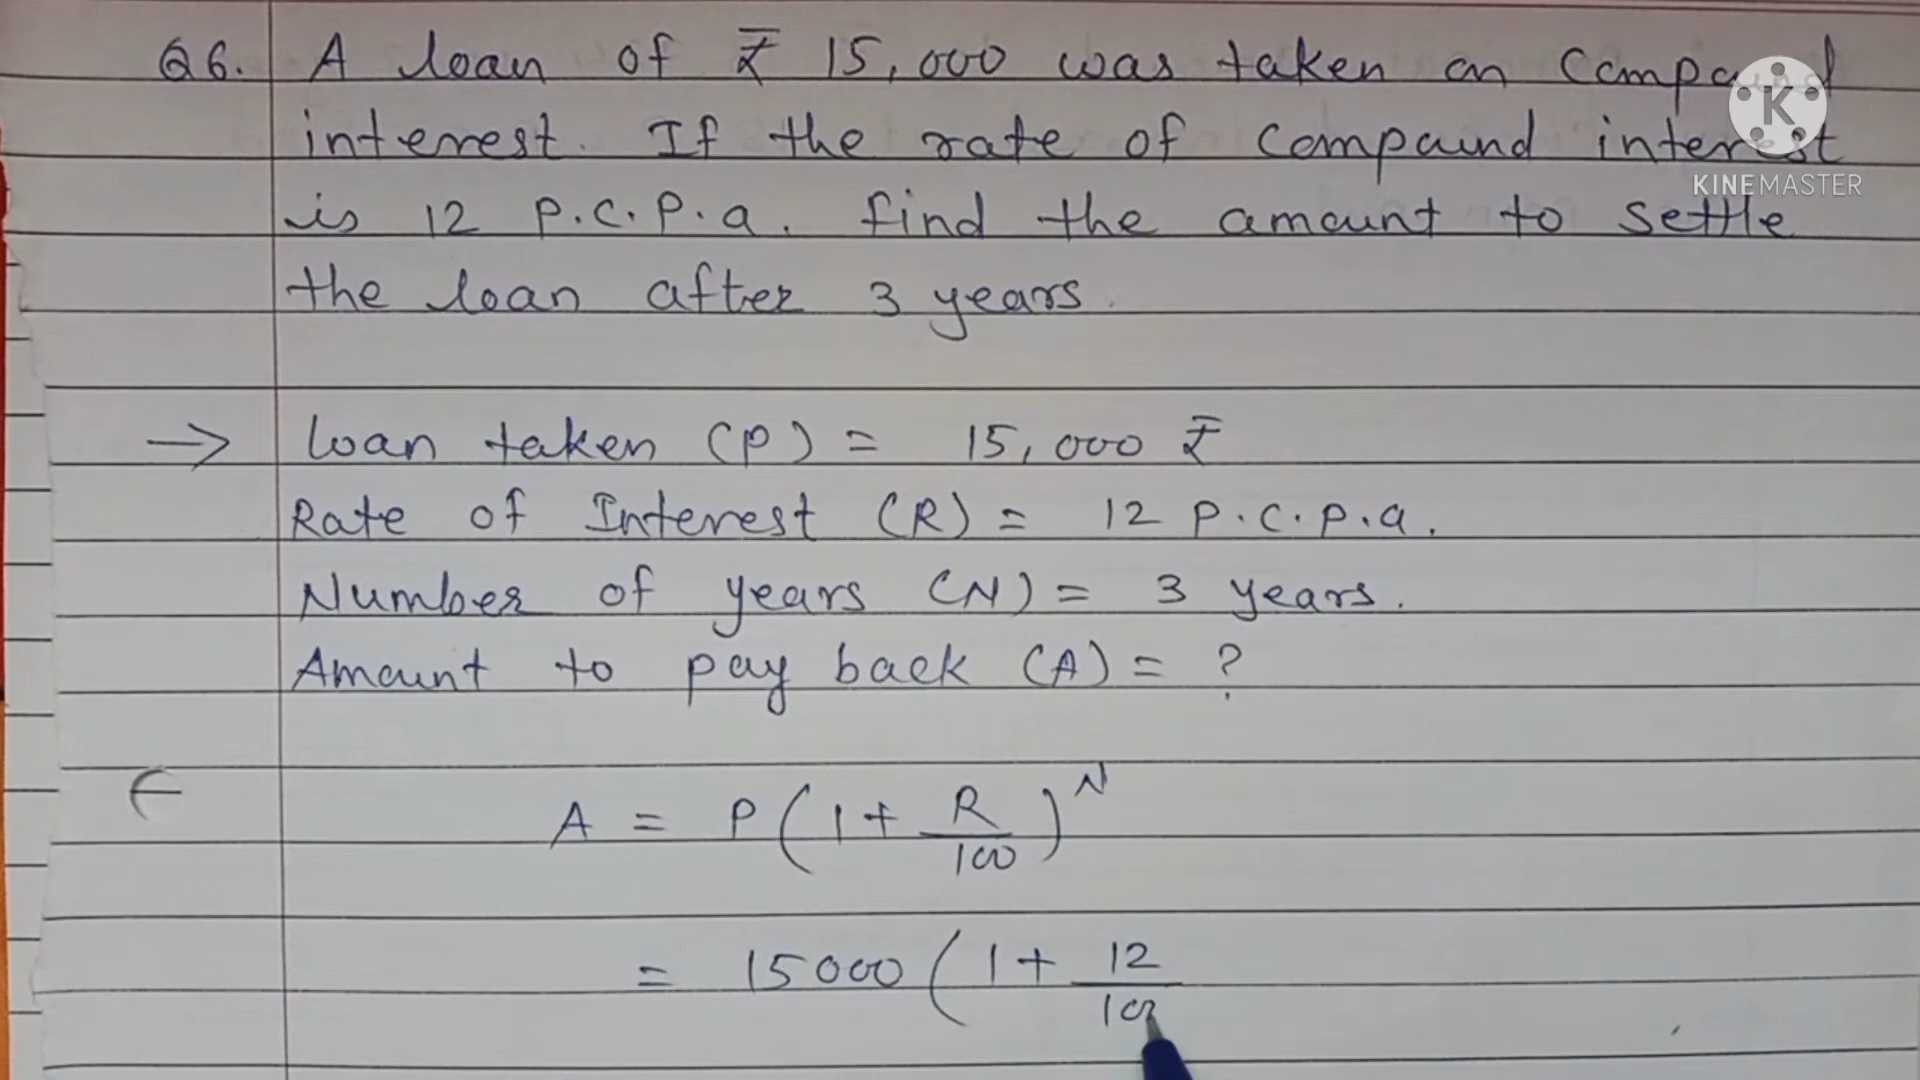 Q6. A loan of ₹ 15,000 was taken on compound
interest. If the rate of compound interest
is 12 P.C.P.a. find the amount to settle
the loan after 3 years.
→ Loan taken (P) = 15,000 ₹
Rate of Interest (R) = 12 P.C.P.a.
Number of years (N) = 3 years.
Amount to pay back (A) = ?
A = P(1+ R/100)^N
= 15000 (1+ 12/100
K
KINEMASTER